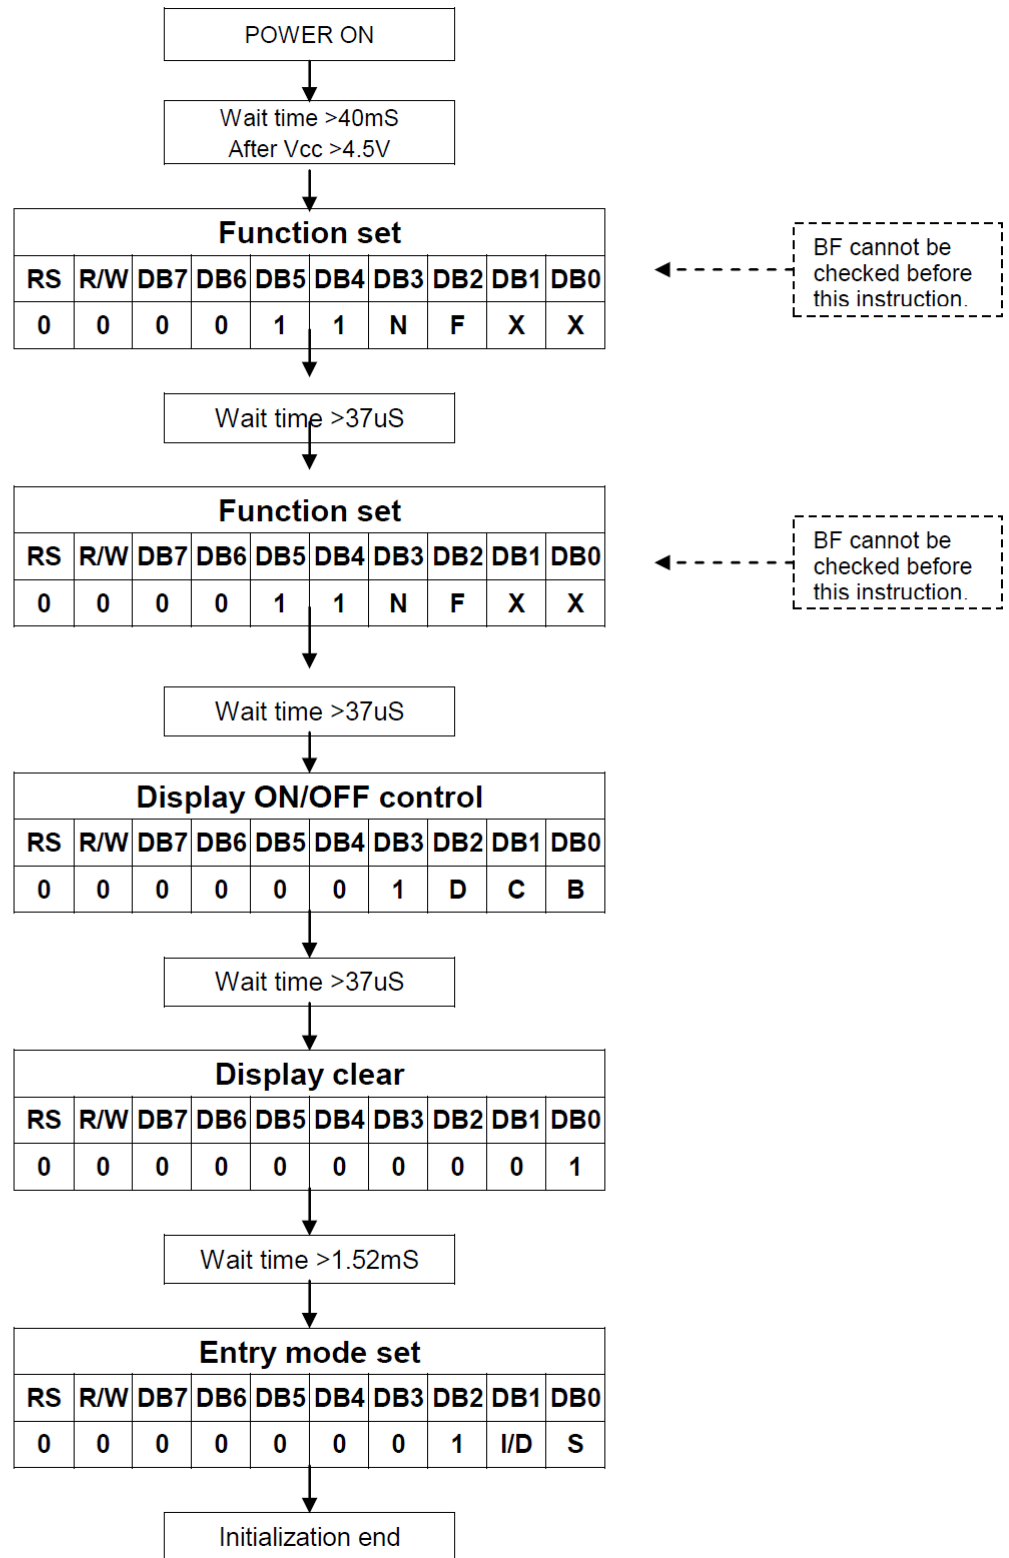 POWER ON
Wait time >40mS
After Vcc >4.5V
Function set
RS R/W DB7 DB6 DB5 DB4 DB3 DB2 DB1 DB0
0 0 0 0 1 1 N F X X
BF cannot be
checked before
this instruction.
Wait time >37uS
Function set
RS R/W DB7 DB6 DB5 DB4 DB3 DB2 DB1 DB0
0 0 0 0 1 1 N F X X
BF cannot be
checked before
this instruction.
Wait time >37uS
Display ON/OFF control
RS R/W DB7 DB6 DB5 DB4 DB3 DB2 DB1 DB0
0 0 0 0 0 0 1 D C B
Wait time >37uS
Display clear
RS R/W DB7 DB6 DB5 DB4 DB3 DB2 DB1 DB0
0 0 0 0 0 0 0 0 0 1
Wait time >1.52mS
Entry mode set
RS R/W DB7 DB6 DB5 DB4 DB3 DB2 DB1 DB0
0 0 0 0 0 0 0 1 I/D S
Initialization end